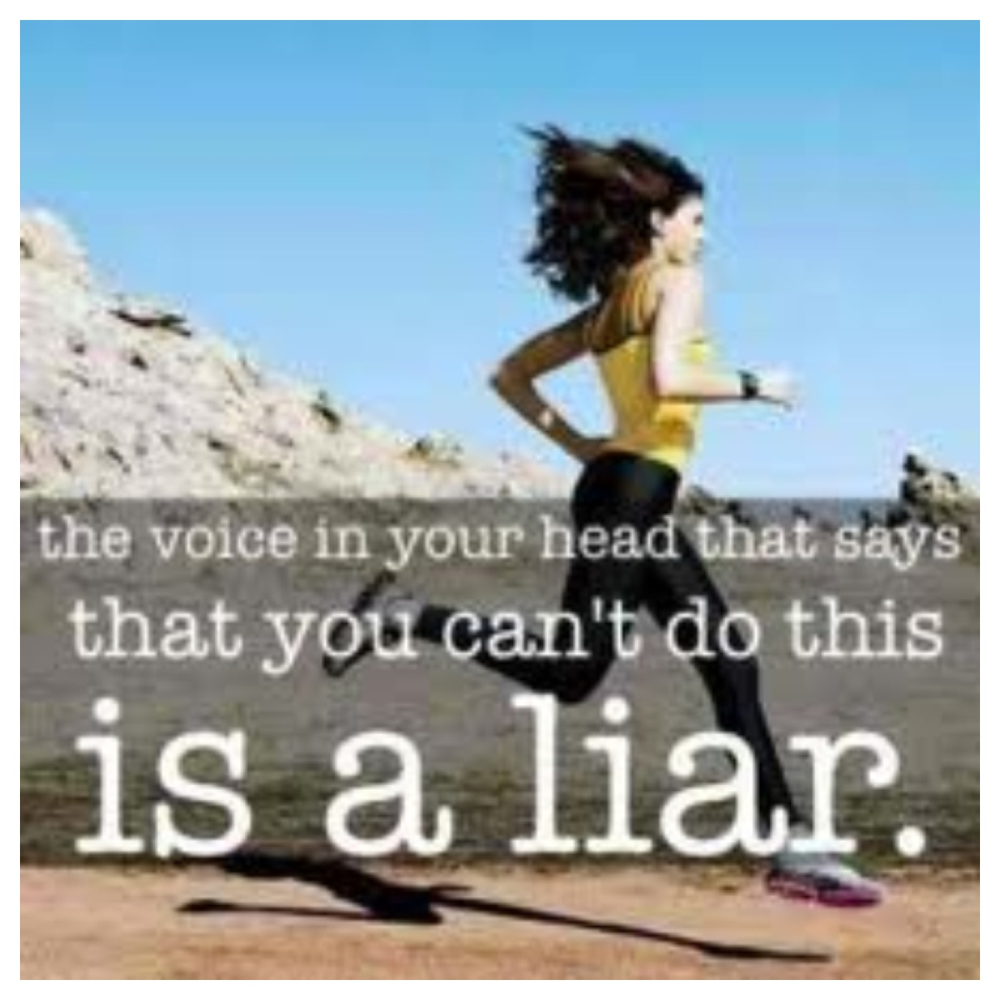 the voice in your head that says
that you can't do this
is a liar.